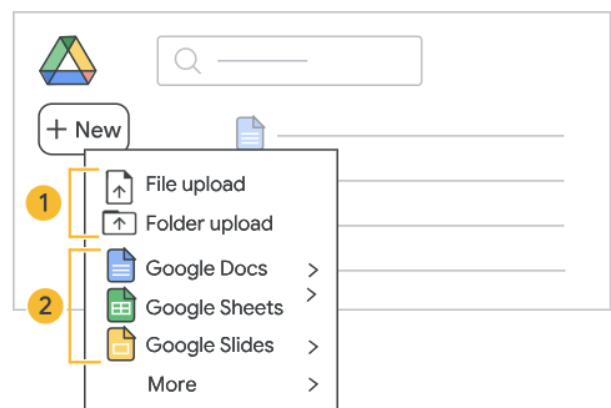 + New
1
File upload
Folder upload
2
Google Docs >
Google Sheets >
Google Slides >
More >